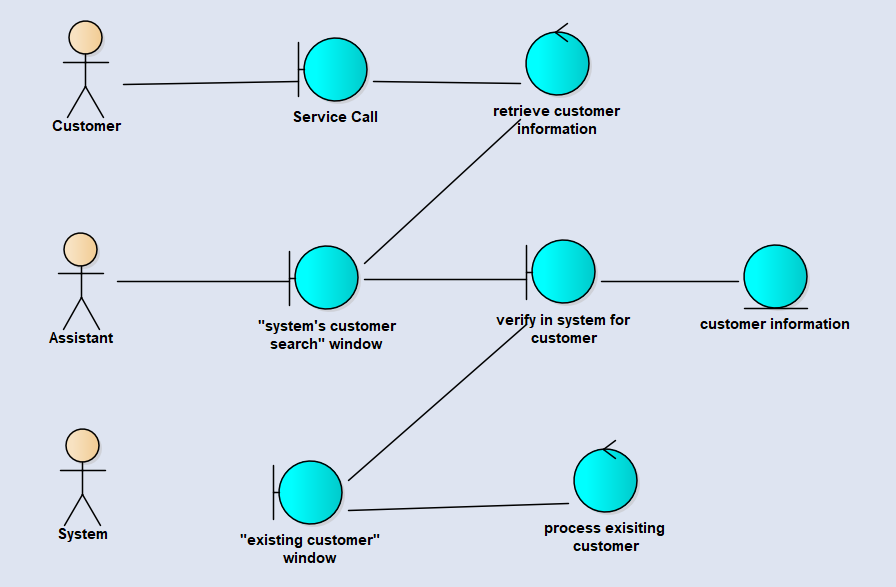 Customer
Service Call
retrieve customer
information
Assistant
"system's customer
search" window
verify in system for
customer
customer information
System
"existing customer"
window
process exisiting
customer